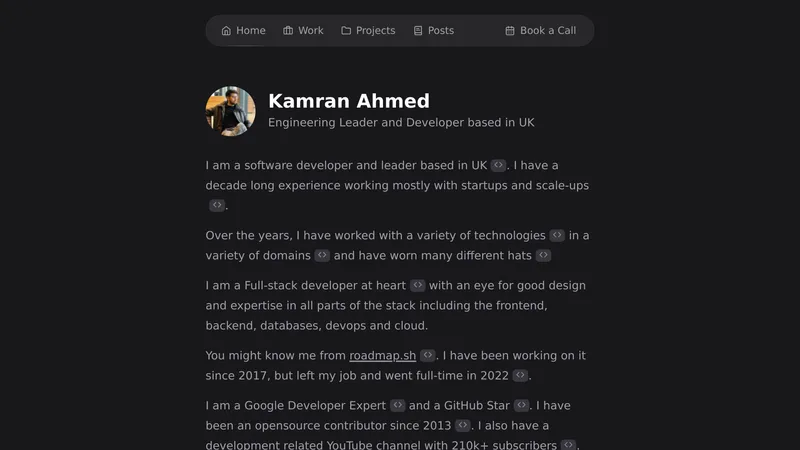 Home Work Projects Posts Book a Call
Kamran Ahmed
Engineering Leader and Developer based in UK
I am a software developer and leader based in UK <>. I have a
decade long experience working mostly with startups and scale-ups
<>.
Over the years, I have worked with a variety of technologies <> in a
variety of domains <> and have worn many different hats <>
I am a Full-stack developer at heart <> with an eye for good design
and expertise in all parts of the stack including the frontend,
backend, databases, devops and cloud.
You might know me from roadmap.sh <>. I have been working on it
since 2017, but left my job and went full-time in 2022 <>.
I am a Google Developer Expert <> and a GitHub Star <>. I have
been an opensource contributor since 2013 <>. I also have a
development related YouTube channel with 210k+ subscribers <>.